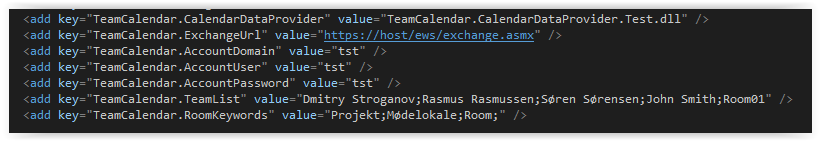 <add key="TeamCalendar.CalendarDataProvider" value="TeamCalendar.CalendarDataProvider.Test.dll" />
<add key="TeamCalendar.ExchangeUrl" value="https://host/ews/exchange.asmx" />
<add key="TeamCalendar.AccountDomain" value="tst" />
<add key="TeamCalendar.AccountUser" value="tst" />
<add key="TeamCalendar.AccountPassword" value="tst" />
<add key="TeamCalendar.TeamList" value="Dmitry Stroganov;Rasmus Rasmussen;Søren Sørensen;John Smith;Room01" />
<add key="TeamCalendar.RoomKeywords" value="Projekt;Mødelokale;Room;" />